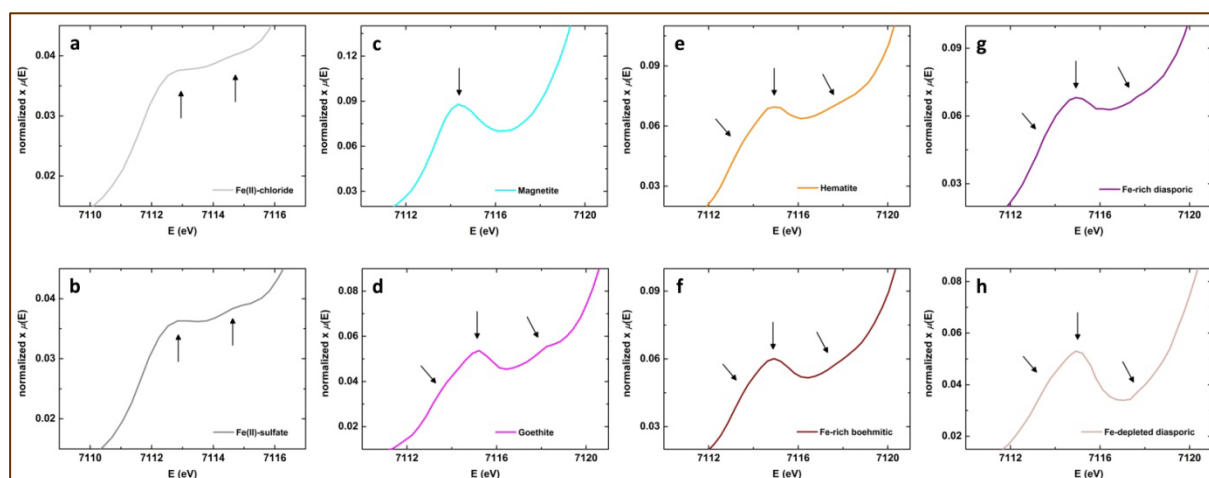 a
0.04
0.03
0.02
normalized x μ(E)
7110 7112 7114 7116
E (eV)
Fe(II)-chloride
c
0.12
0.09
0.06
0.03
normalized x μ(E)
7112 7116 7120
E (eV)
Magnetite
e
0.09
0.06
0.03
normalized x μ(E)
7112 7116 7120
E (eV)
Hematite
g
0.09
0.06
0.03
normalized x μ(E)
7112 7116 7120
E (eV)
Fe-rich diasporic
b
0.04
0.03
0.02
normalized x μ(E)
7110 7112 7114 7116
E (eV)
Fe(II)-sulfate
d
0.08
0.06
0.04
0.02
normalized x μ(E)
7112 7116 7120
E (eV)
Goethite
f
0.08
0.06
0.04
0.02
normalized x μ(E)
7112 7116 7120
E (eV)
Fe-rich boehmitic
h
0.08
0.06
0.04
0.02
normalized x μ(E)
7112 7116 7120
E (eV)
Fe-depleted diasporic